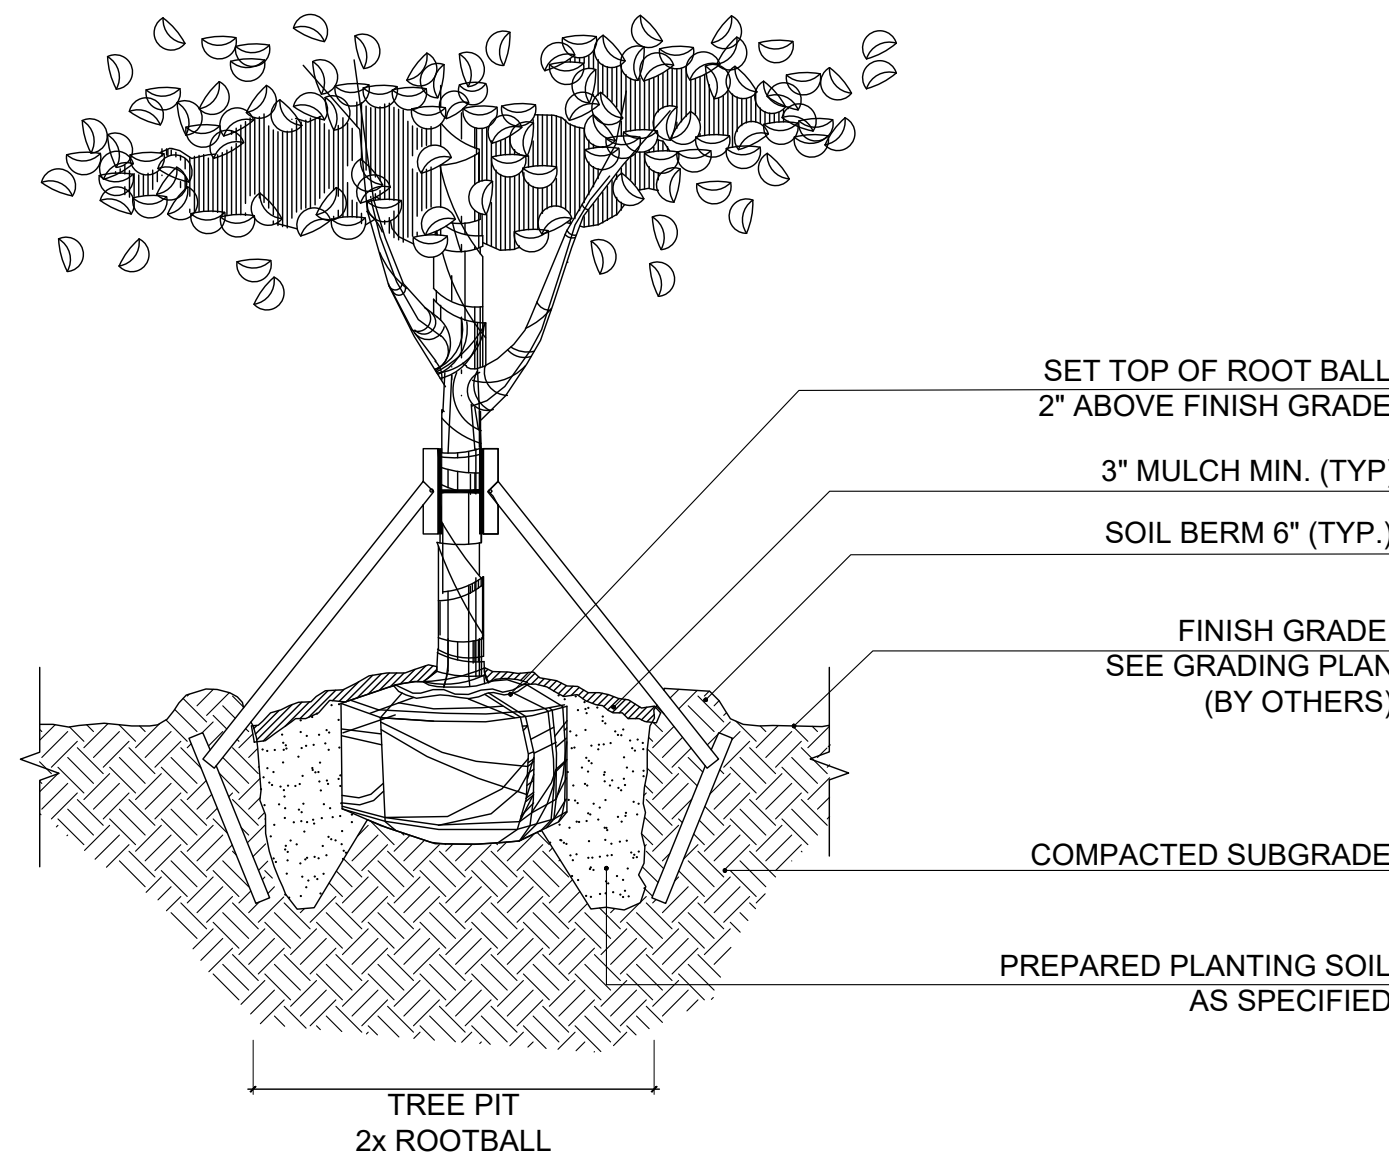 SET TOP OF ROOT BALL
2" ABOVE FINISH GRADE
3" MULCH MIN. (TYP)
SOIL BERM 6" (TYP.)
FINISH GRADE
SEE GRADING PLAN
(BY OTHERS)
COMPACTED SUBGRADE
PREPARED PLANTING SOIL
AS SPECIFIED
TREE PIT
2x ROOTBALL